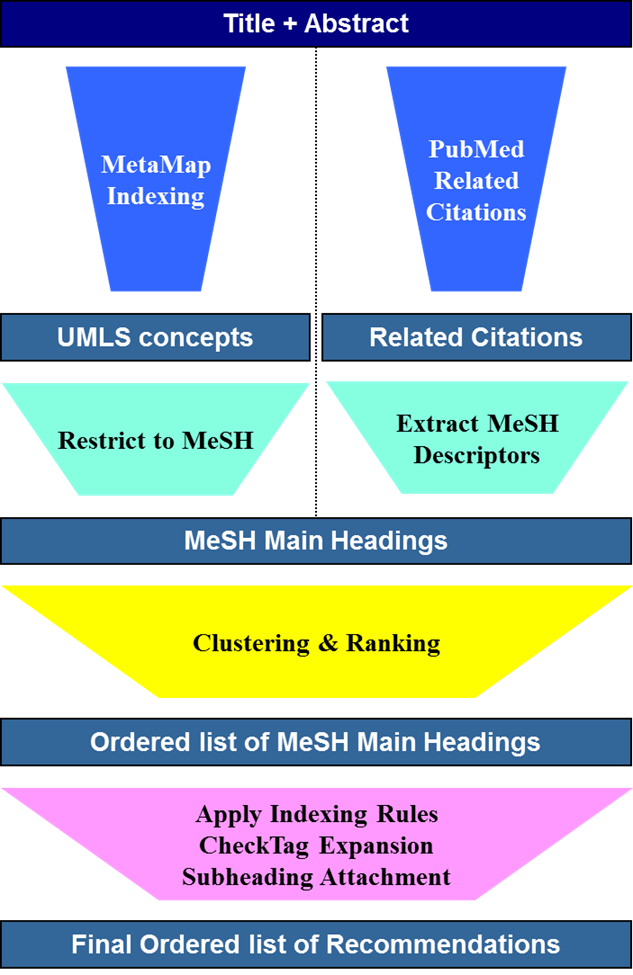 Title + Abstract
MetaMap
Indexing
PubMed
Related
Citations
UMLS concepts
Related Citations
Restrict to MeSH
Extract MeSH
Descriptors
MeSH Main Headings
Clustering & Ranking
Ordered list of MeSH Main Headings
Apply Indexing Rules
CheckTag Expansion
Subheading Attachment
Final Ordered list of Recommendations